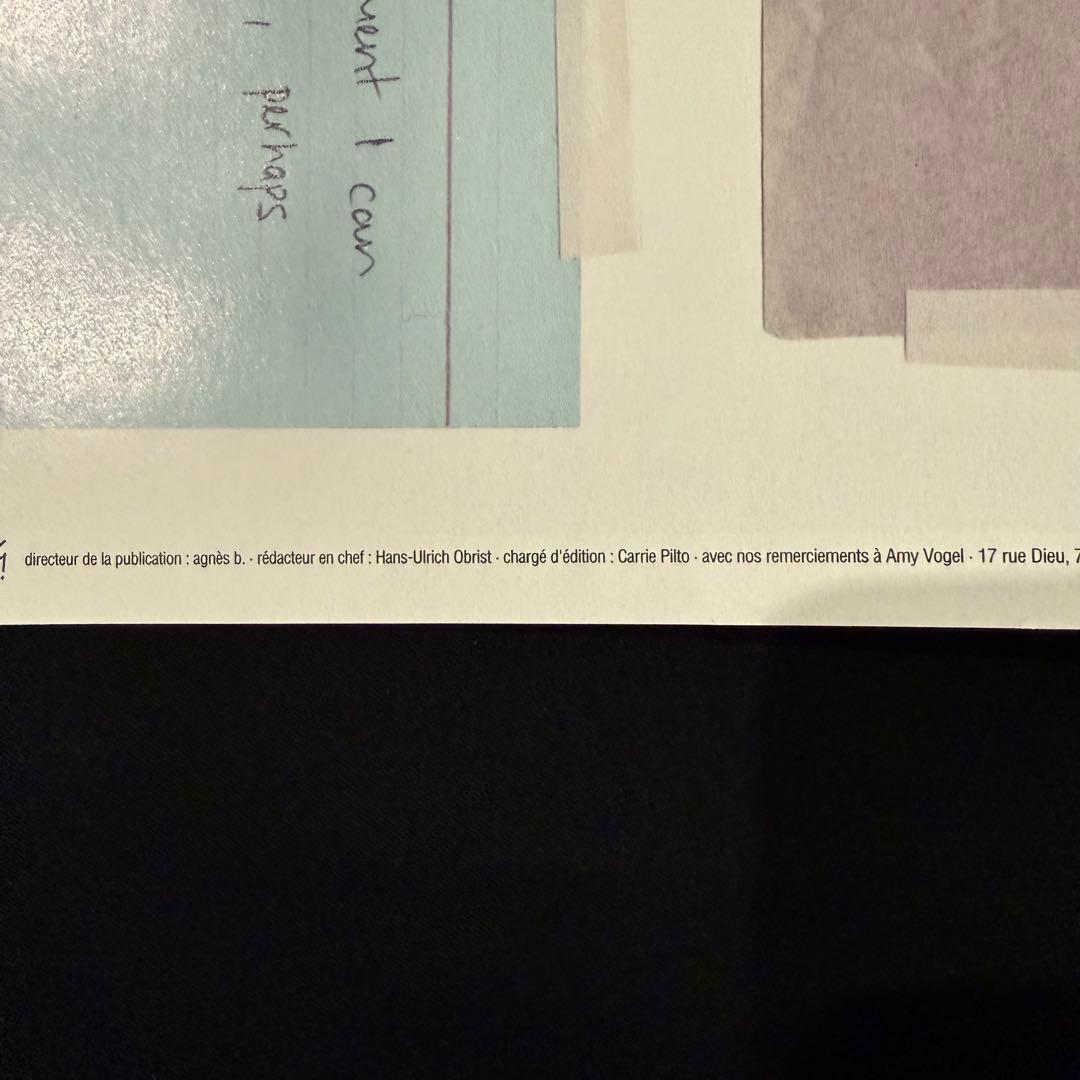 I can
perhaps
directeur de la publication : agnès b. · rédacteur en chef : Hans-Ulrich Obrist · chargé d'édition : Carrie Pilto · avec nos remerciements à Amy Vogel · 17 rue Dieu,